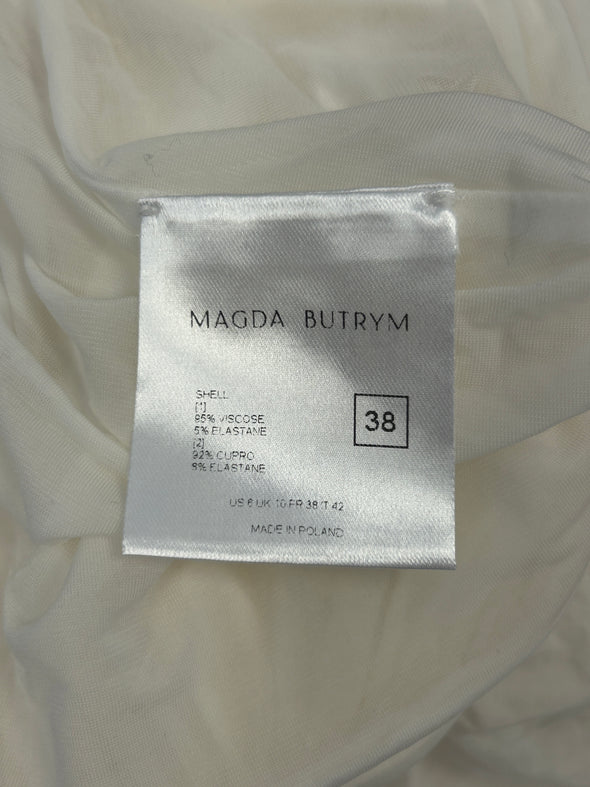 MAGDA BUTRYM
SHELL
[1]
95% VISCOSE
5% ELASTANE
[2]
92% CUPRO
8% ELASTANE
38
US 6 UK 10 FR 38 IT 42
MADE IN POLAND